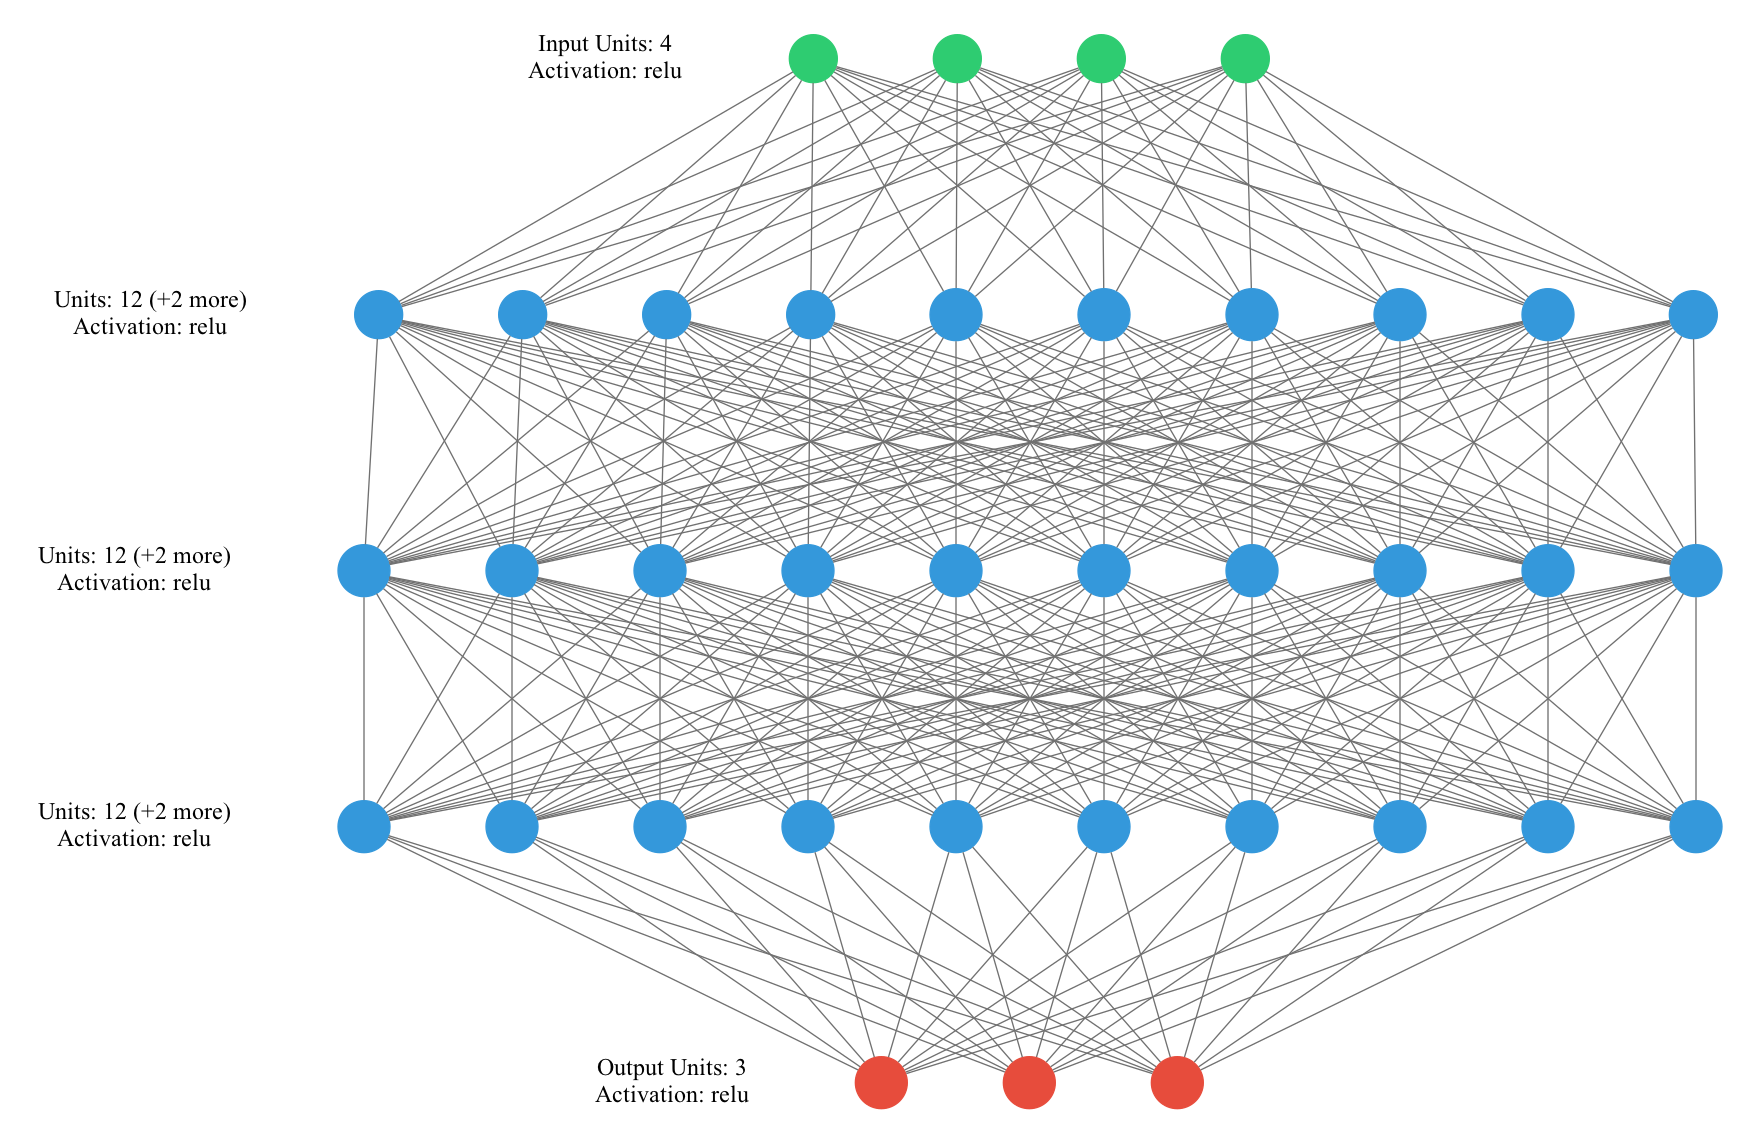 Input Units: 4
Activation: relu
Units: 12 (+2 more)
Activation: relu
Units: 12 (+2 more)
Activation: relu
Units: 12 (+2 more)
Activation: relu
Output Units: 3
Activation: relu